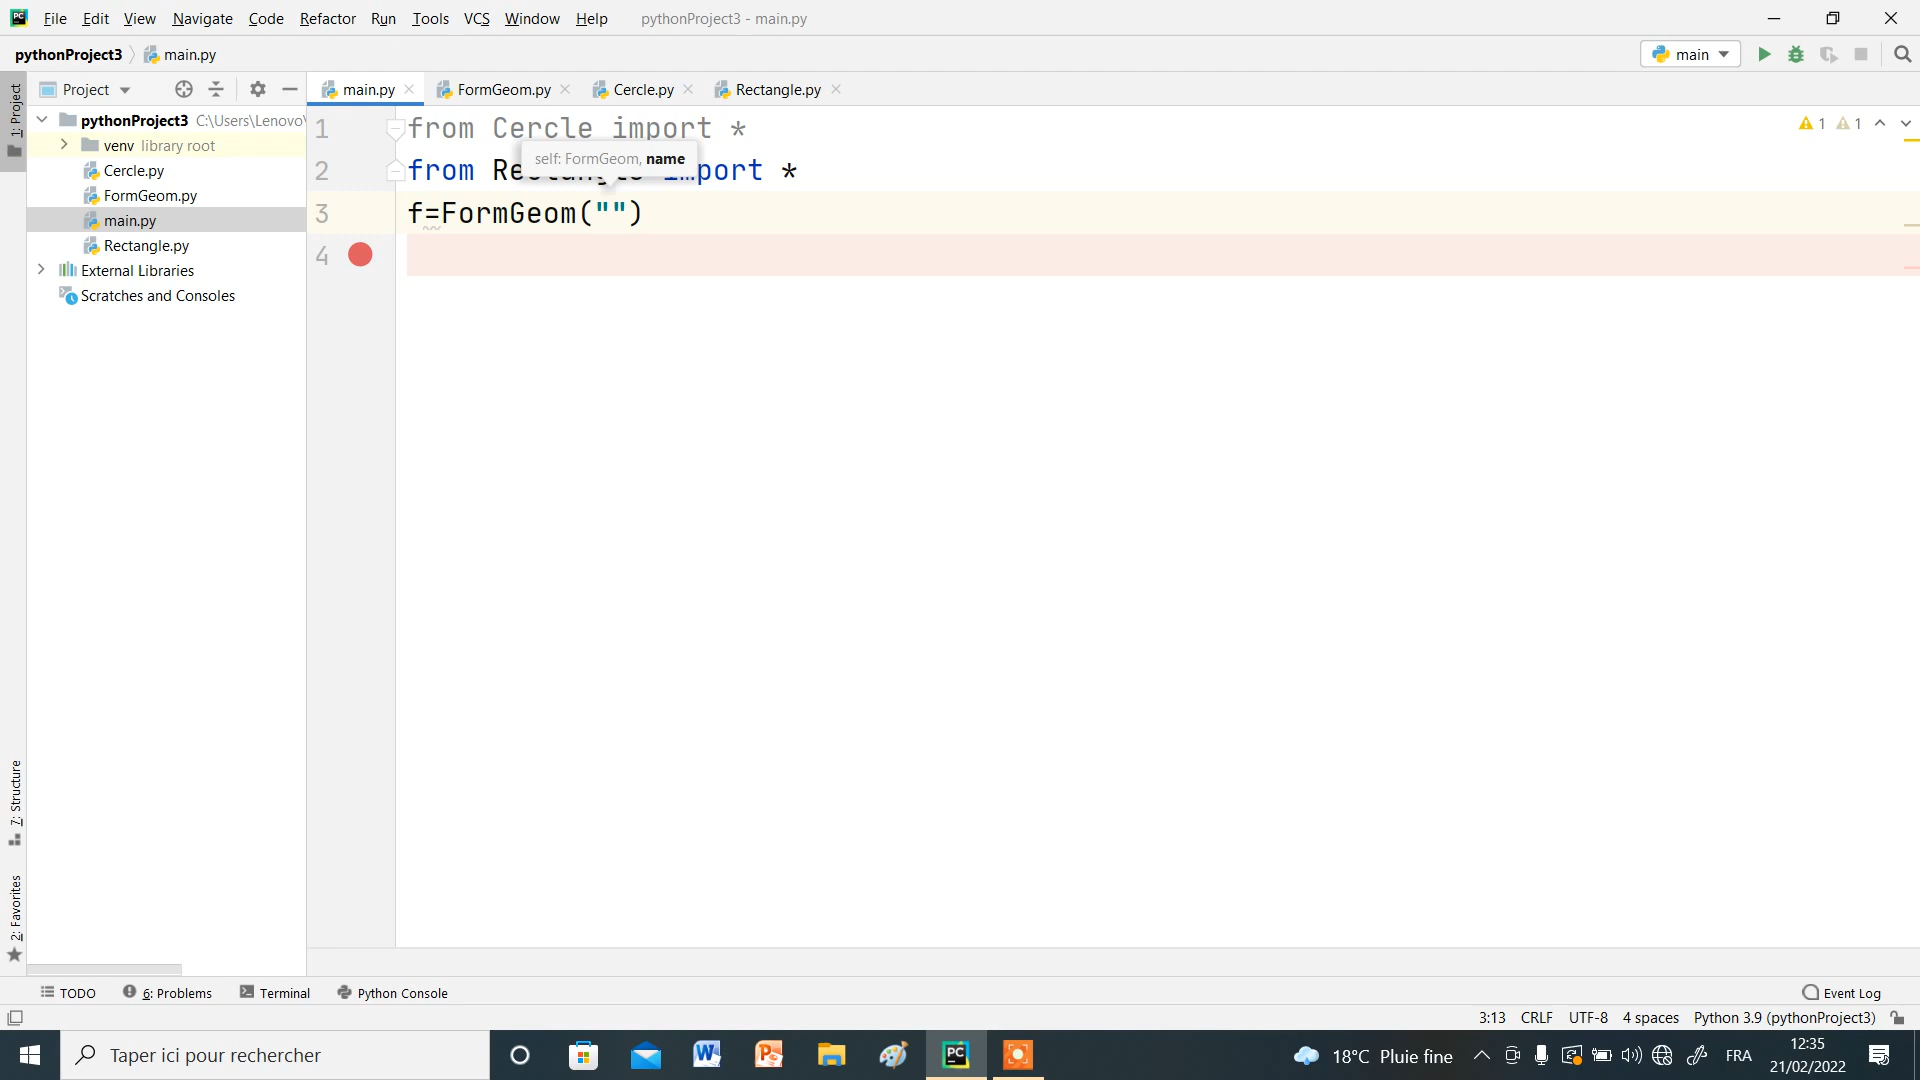 File Edit View Navigate Code Refactor Run Tools VCS Window Help pythonProject3 - main.py
pythonProject3 main.py main
1: Project
Project
main.py FormGeom.py Cercle.py Rectangle.py
pythonProject3 C:\Users\Lenovo\
venv library root
Cercle.py
FormGeom.py
main.py
Rectangle.py
External Libraries
Scratches and Consoles
1 from Cercle import *
self: FormGeom, name
2 from Rectangle import *
3 f=FormGeom("")
4
1 1
7: Structure
2: Favorites
TODO 6: Problems Terminal Python Console Event Log
3:13 CRLF UTF-8 4 spaces Python 3.9 (pythonProject3)
Taper ici pour rechercher
18°C Pluie fine FRA 12:35
21/02/2022